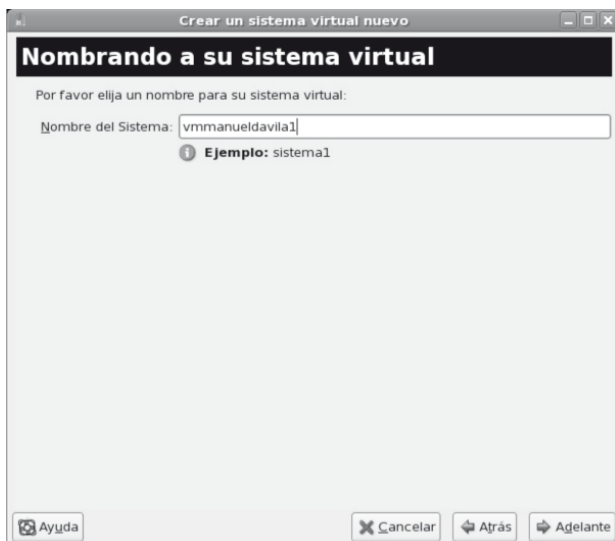 Crear un sistema virtual nuevo
Nombrando a su sistema virtual
Por favor elija un nombre para su sistema virtual:
Nombre del Sistema: vmmanueldavila1
Ejemplo: sistema1
Ayuda Cancelar Atrás Adelante